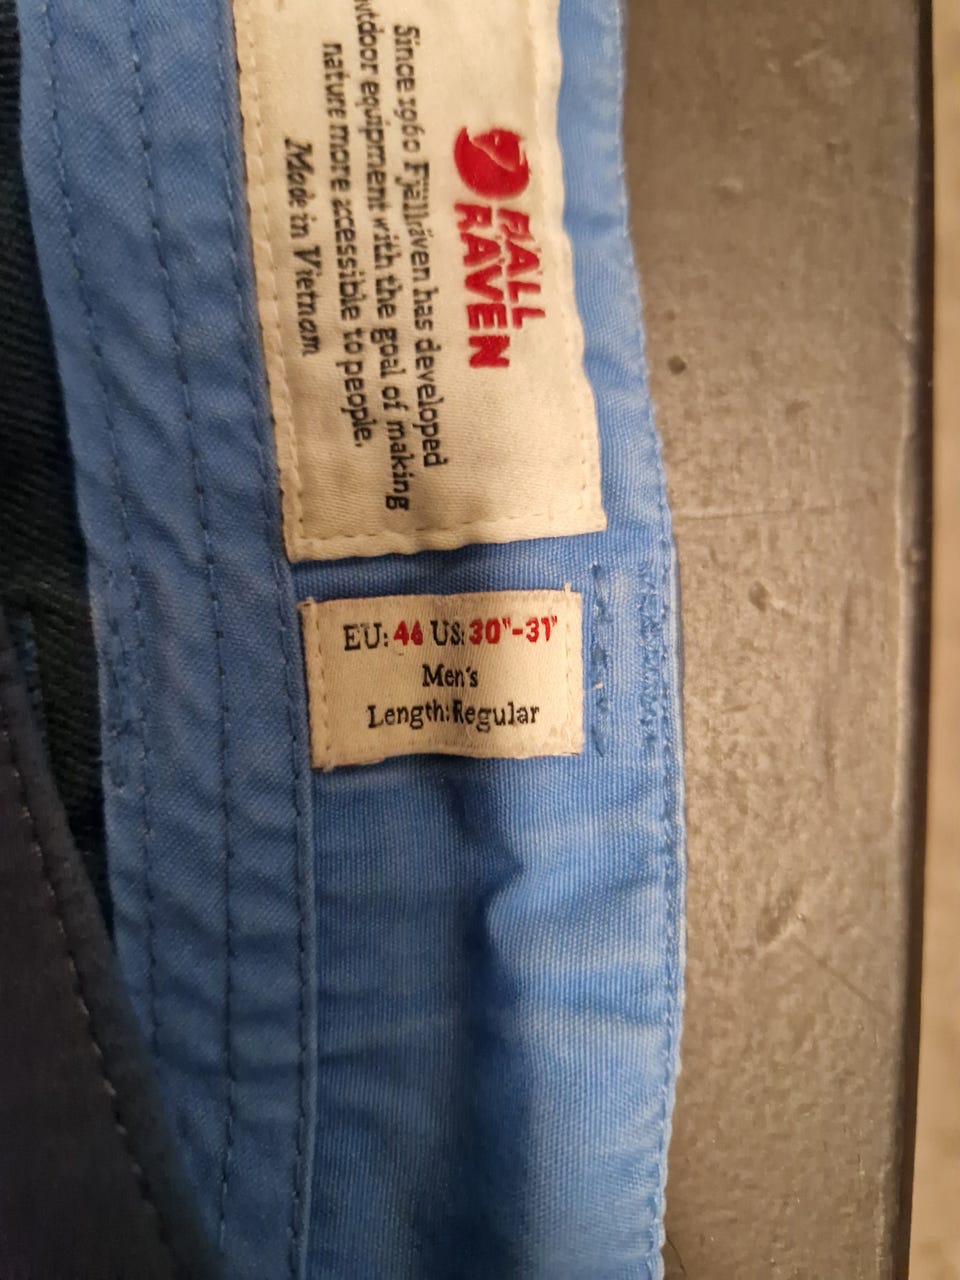 FJÄLL
RÄVEN
Since 1960 Fjällräven has developed
outdoor equipment with the goal of making
nature more accessible to people.
Made in Vietnam
EU: 46 US: 30"-31"
Men's
Length: Regular